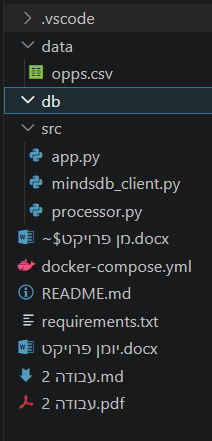 .vscode
data
opps.csv
db
src
app.py
mindsdb_client.py
processor.py
~$מן פרויקט.docx
docker-compose.yml
README.md
requirements.txt
יומן פרויקט.docx
עבודה 2.md
עבודה 2.pdf